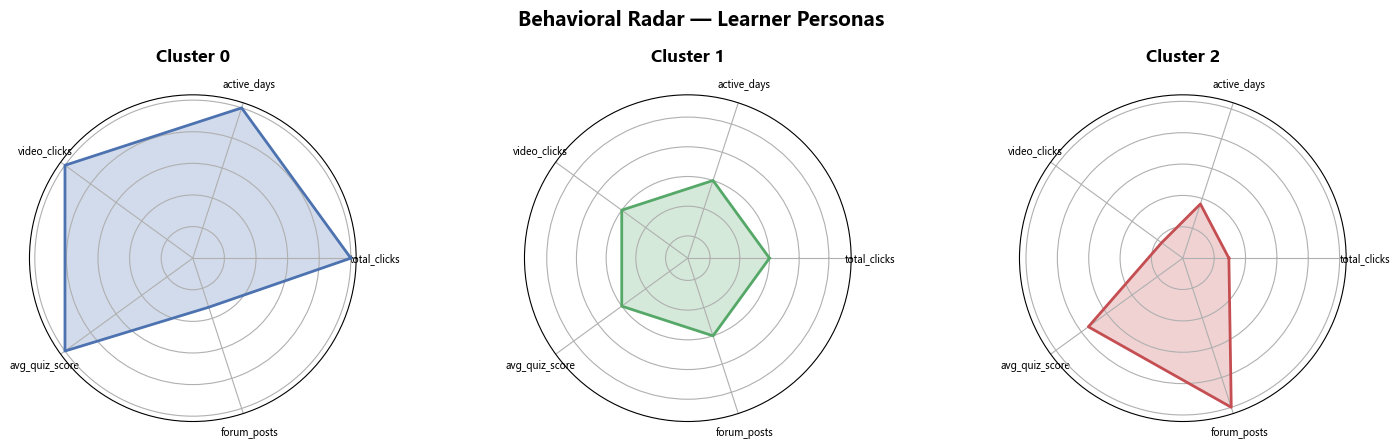 Behavioral Radar — Learner Personas
Cluster 0
active_days
video_clicks
total_clicks
avg_quiz_score
forum_posts
Cluster 1
active_days
video_clicks
total_clicks
avg_quiz_score
forum_posts
Cluster 2
active_days
video_clicks
total_clicks
avg_quiz_score
forum_posts